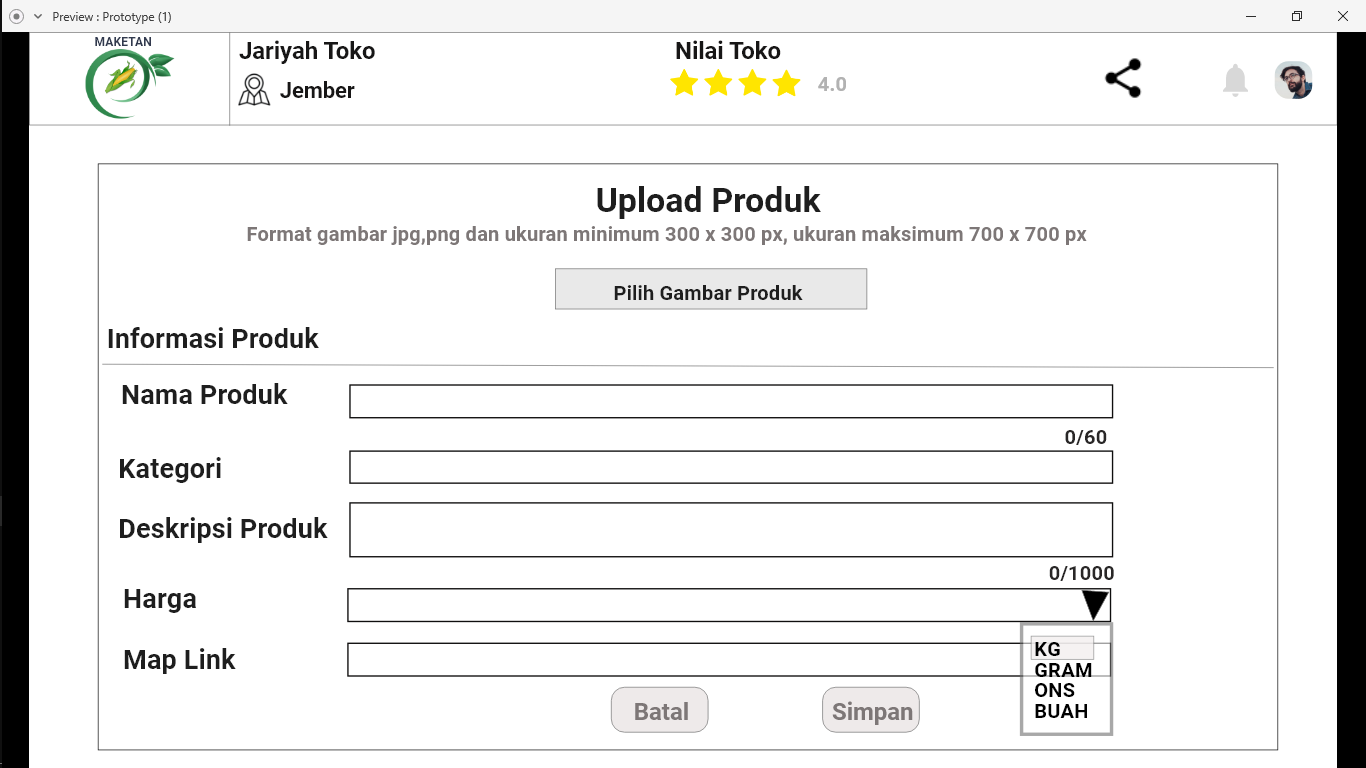 Preview : Prototype (1)
MAKETAN
Jariyah Toko
Jember
Nilai Toko
4.0
Upload Produk
Format gambar jpg,png dan ukuran minimum 300 x 300 px, ukuran maksimum 700 x 700 px
Pilih Gambar Produk
Informasi Produk
Nama Produk
0/60
Kategori
Deskripsi Produk
0/1000
Harga
Map Link
KG
GRAM
ONS
BUAH
Batal
Simpan